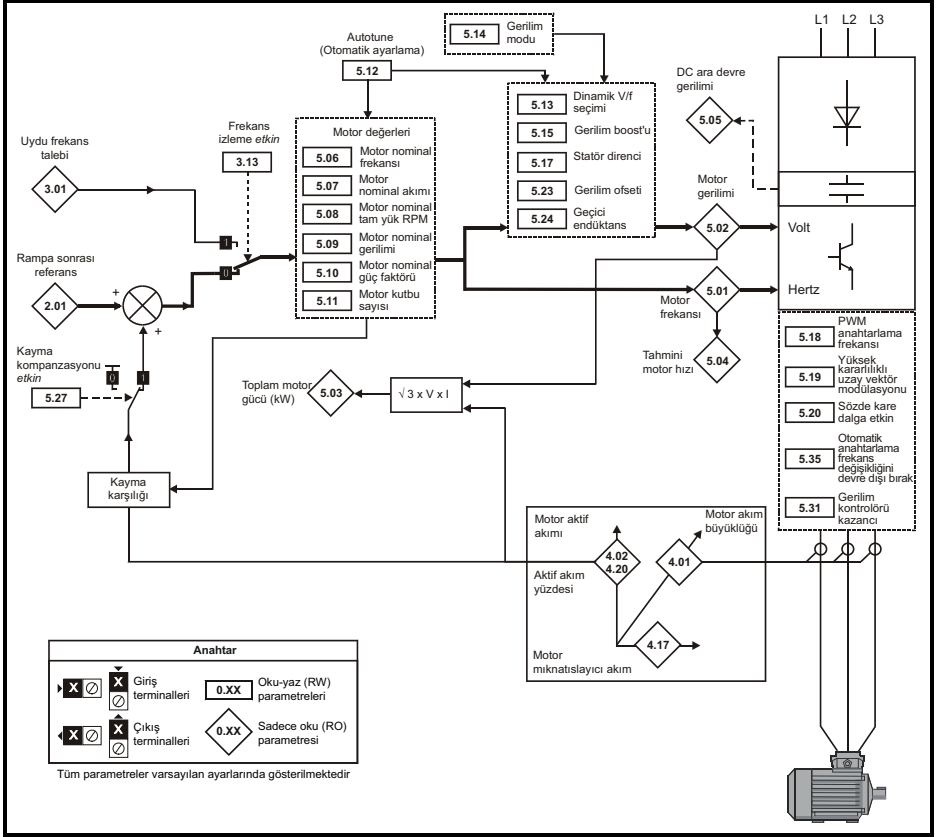 L1 L2 L3
Autotune
(Otomatik ayarlama)
5.12
5.14
Gerilim
modu
DC ara devre
gerilimi
5.05
Uydu frekans
talebi
3.01
Frekans
izleme etkin
3.13
Motor değerleri
5.06
Motor nominal
frekansı
5.07
Motor
nominal akımı
5.08
Motor nominal
tam yük RPM
5.09
Motor nominal
gerilimi
5.10
Motor nominal
güç faktörü
5.11
Motor kutbu
sayısı
5.13
Dinamik V/f
seçimi
5.15
Gerilim boost'u
5.17
Statör direnci
5.23
Gerilim ofseti
5.24
Geçici
endüktans
Motor
gerilimi
5.02
Volt
Hertz
5.01
Motor
frekansı
Tahmini
motor hızı
5.04
1
0
Rampa sonrası
referans
2.01
+
+
Kayma
kompanzasyonu
etkin
0
1
5.27
Toplam motor
gücü (kW)
5.03
√ 3 x V x I
Kayma
karşılığı
5.18
PWM
anahtarlama
frekansı
5.19
Yüksek
kararlılıklı
uzay vektör
modülasyonu
5.20
Sözde kare
dalga etkin
5.35
Otomatik
anahtarlama
frekans
değişikliğini
devre dışı bırak
5.31
Gerilim
kontrolörü
kazancı
Motor aktif
akımı
4.02
4.20
Aktif akım
yüzdesi
Motor akım
büyüklüğü
4.01
4.17
Motor
mıknatıslayıcı akım
Anahtar
X
X
Giriş
terminalleri
0.XX
Oku-yaz (RW)
parametreleri
X
X
Çıkış
terminalleri
0.XX
Sadece oku (RO)
parametresi
Tüm parametreler varsayılan ayarlarında gösterilmektedir